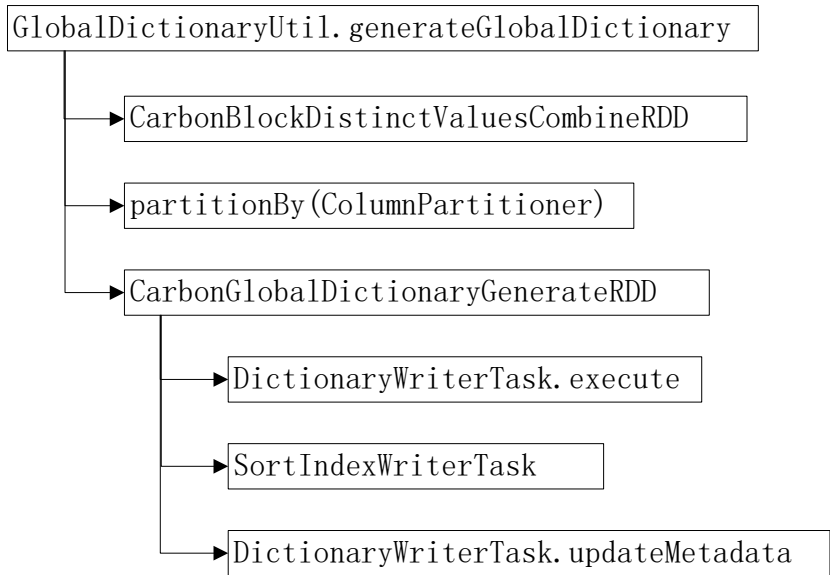 GlobalDictionaryUtil.generateGlobalDictionary
CarbonBlockDistinctValuesCombineRDD
partitionBy(ColumnPartitioner)
CarbonGlobalDictionaryGenerateRDD
DictionaryWriterTask.execute
SortIndexWriterTask
DictionaryWriterTask.updateMetadata